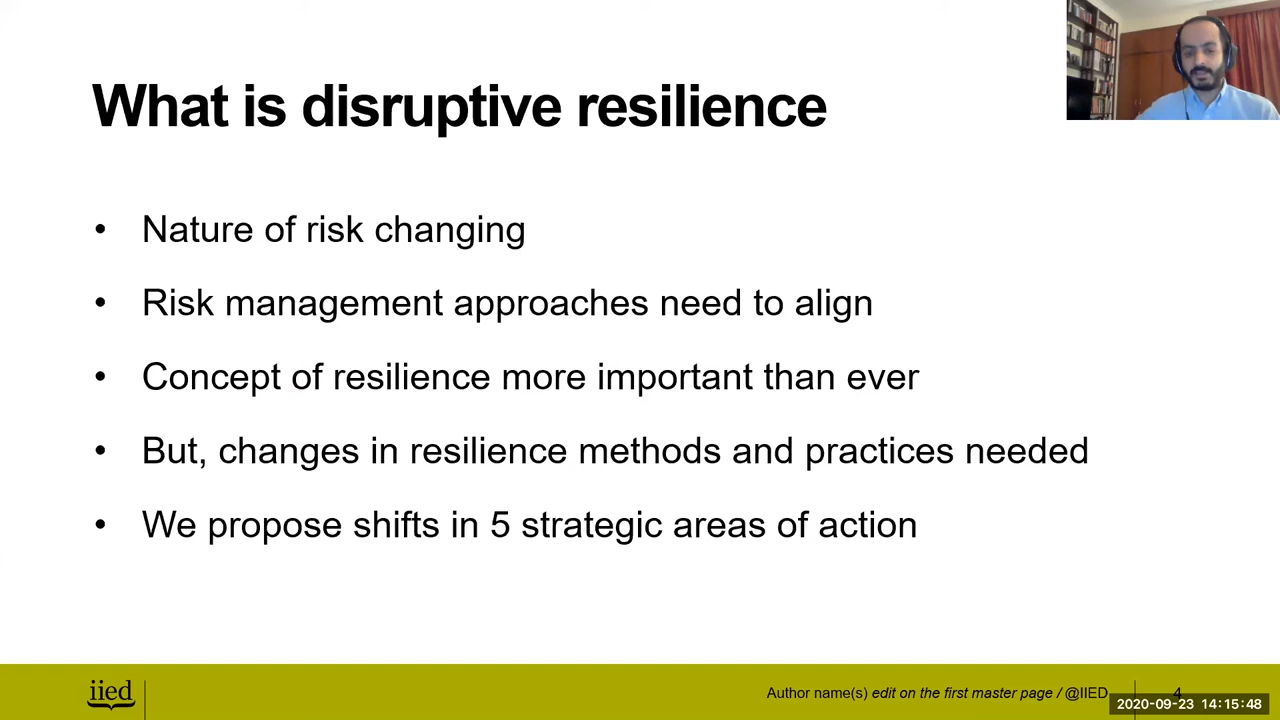 What is disruptive resilience
• Nature of risk changing
• Risk management approaches need to align
• Concept of resilience more important than ever
• But, changes in resilience methods and practices needed
• We propose shifts in 5 strategic areas of action
iied
Author name(s) edit on the first master page / @IIED
4
2020-09-23 14:15:48